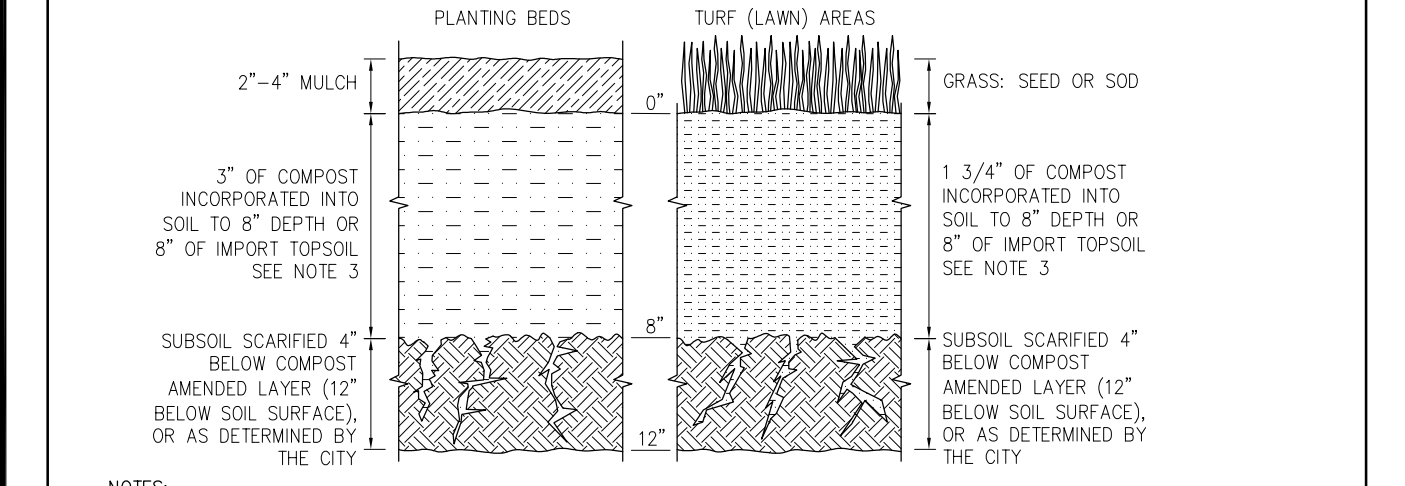 PLANTING BEDS
TURF (LAWN) AREAS
2"-4" MULCH
3" OF COMPOST
INCORPORATED INTO
SOIL TO 8" DEPTH OR
8" OF IMPORT TOPSOIL
SEE NOTE 3
SUBSOIL SCARIFIED 4"
BELOW COMPOST
AMENDED LAYER (12"
BELOW SOIL SURFACE),
OR AS DETERMINED BY
THE CITY
0"
8"
12"
GRASS: SEED OR SOD
1 3/4" OF COMPOST
INCORPORATED INTO
SOIL TO 8" DEPTH OR
8" OF IMPORT TOPSOIL
SEE NOTE 3
SUBSOIL SCARIFIED 4"
BELOW COMPOST
AMENDED LAYER (12"
BELOW SOIL SURFACE),
OR AS DETERMINED BY
THE CITY
NOTES: